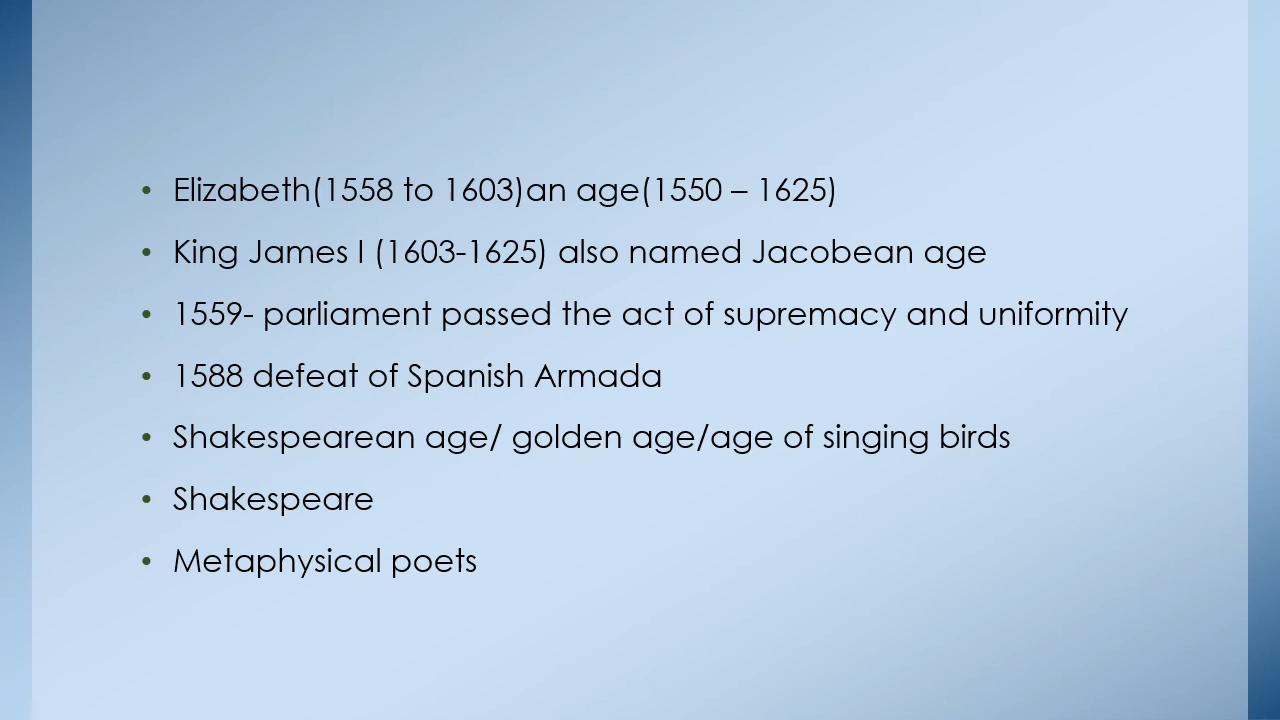 • Elizabeth(1558 to 1603)an age(1550 – 1625)
• King James I (1603-1625) also named Jacobean age
• 1559- parliament passed the act of supremacy and uniformity
• 1588 defeat of Spanish Armada
• Shakespearean age/ golden age/age of singing birds
• Shakespeare
• Metaphysical poets